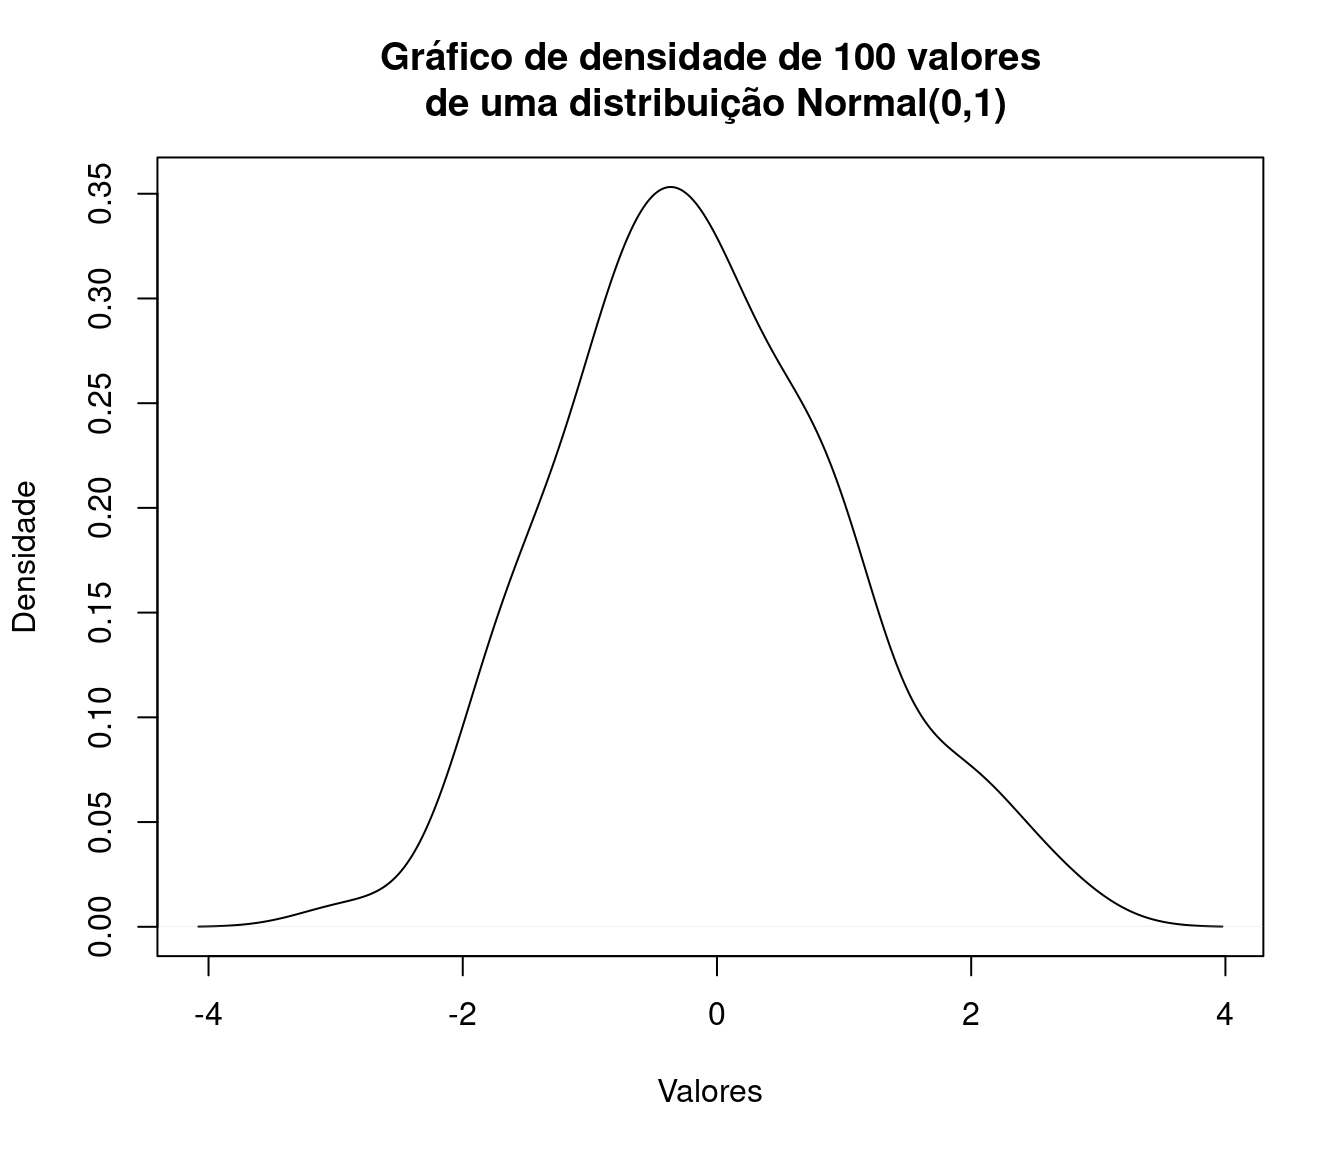 Gráfico de densidade de 100 valores
de uma distribuição Normal(0,1)
Densidade
0.35
0.30
0.25
0.20
0.15
0.10
0.05
0.00
-4 -2 0 2 4
Valores